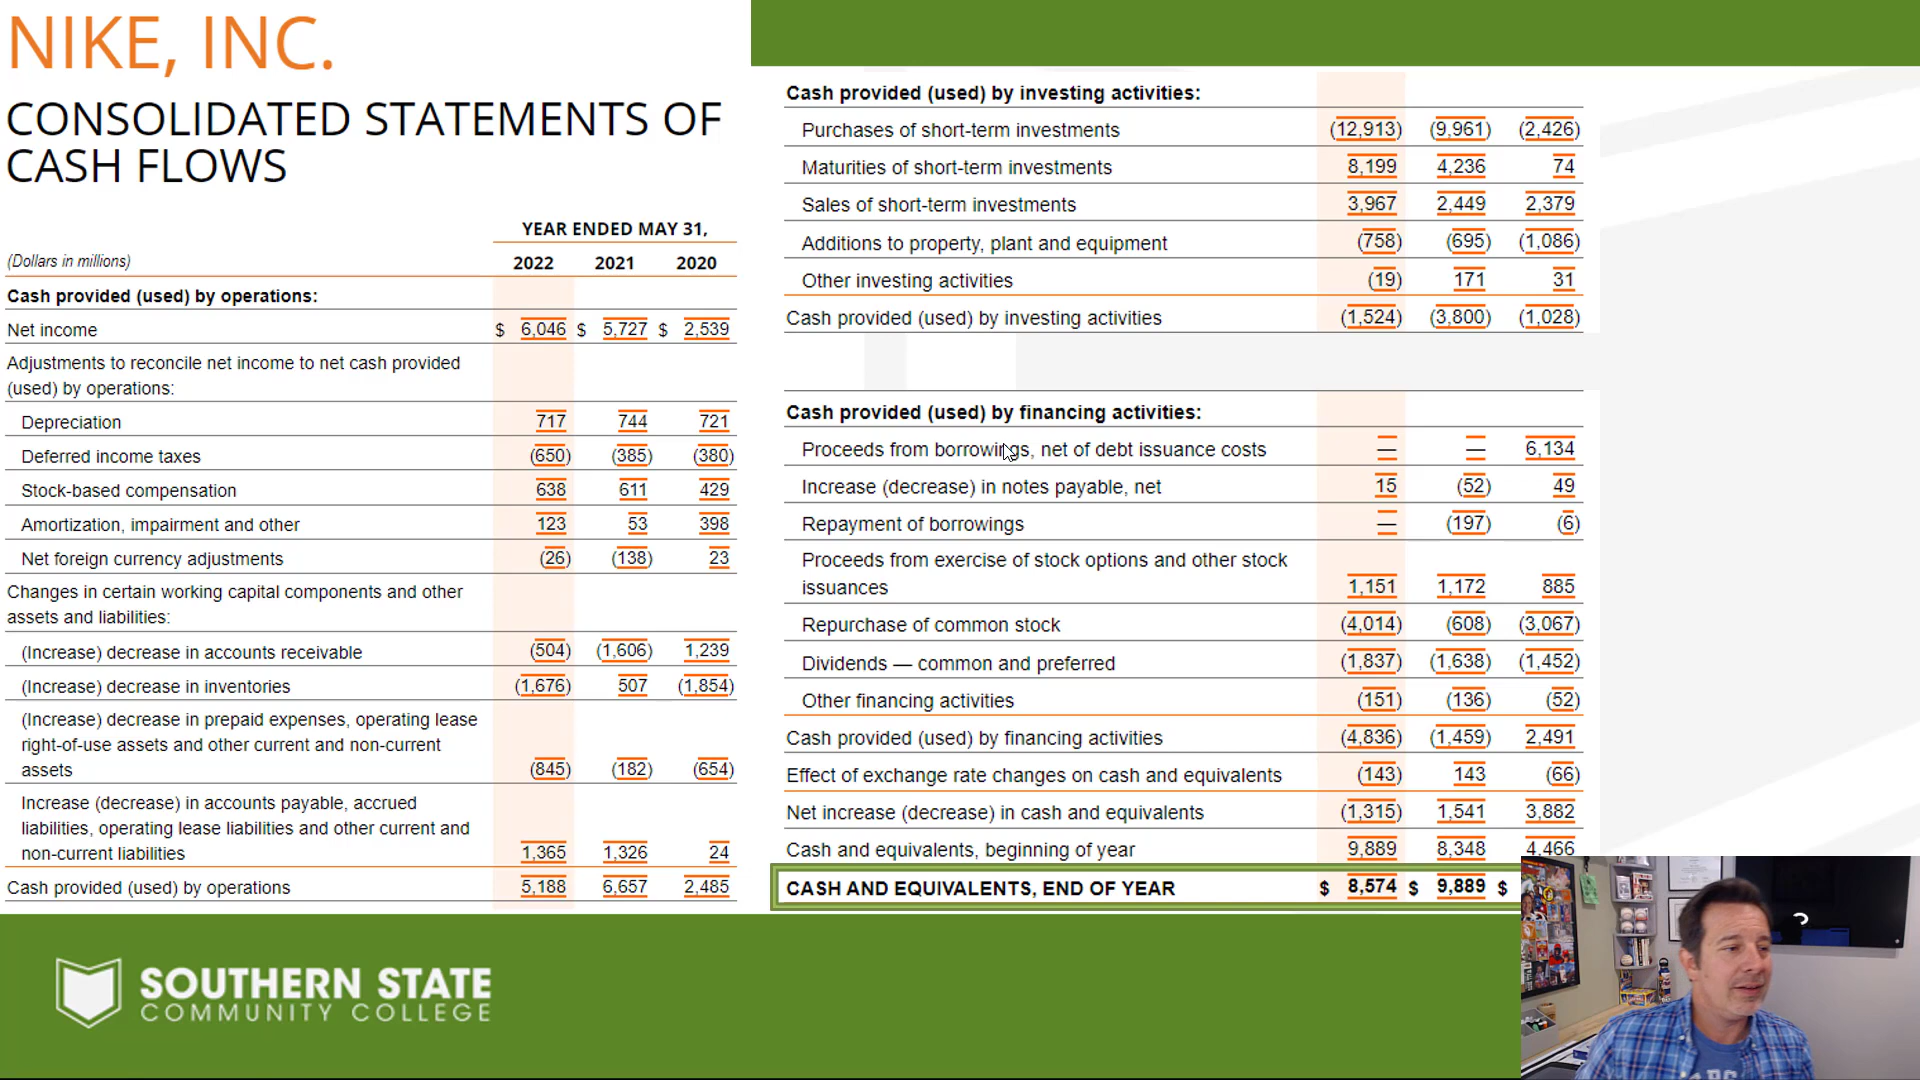 NIKE, INC.
CONSOLIDATED STATEMENTS OF
CASH FLOWS
YEAR ENDED MAY 31,
(Dollars in millions) 2022 2021 2020
Cash provided (used) by operations:
Net income $ 6,046 $ 5,727 $ 2,539
Adjustments to reconcile net income to net cash provided
(used) by operations:
Depreciation 717 744 721
Deferred income taxes (650) (385) (380)
Stock-based compensation 638 611 429
Amortization, impairment and other 123 53 398
Net foreign currency adjustments (26) (138) 23
Changes in certain working capital components and other
assets and liabilities:
(Increase) decrease in accounts receivable (504) (1,606) 1,239
(Increase) decrease in inventories (1,676) 507 (1,854)
(Increase) decrease in prepaid expenses, operating lease
right-of-use assets and other current and non-current
assets (845) (182) (654)
Increase (decrease) in accounts payable, accrued
liabilities, operating lease liabilities and other current and
non-current liabilities 1,365 1,326 24
Cash provided (used) by operations 5,188 6,657 2,485
Cash provided (used) by investing activities:
Purchases of short-term investments (12,913) (9,961) (2,426)
Maturities of short-term investments 8,199 4,236 74
Sales of short-term investments 3,967 2,449 2,379
Additions to property, plant and equipment (758) (695) (1,086)
Other investing activities (19) 171 31
Cash provided (used) by investing activities (1,524) (3,800) (1,028)
Cash provided (used) by financing activities:
Proceeds from borrowings, net of debt issuance costs — — 6,134
Increase (decrease) in notes payable, net 15 (52) 49
Repayment of borrowings — (197) (6)
Proceeds from exercise of stock options and other stock
issuances 1,151 1,172 885
Repurchase of common stock (4,014) (608) (3,067)
Dividends — common and preferred (1,837) (1,638) (1,452)
Other financing activities (151) (136) (52)
Cash provided (used) by financing activities (4,836) (1,459) 2,491
Effect of exchange rate changes on cash and equivalents (143) 143 (66)
Net increase (decrease) in cash and equivalents (1,315) 1,541 3,882
Cash and equivalents, beginning of year 9,889 8,348 4,466
CASH AND EQUIVALENTS, END OF YEAR $ 8,574 $ 9,889 $
SOUTHERN STATE
COMMUNITY COLLEGE